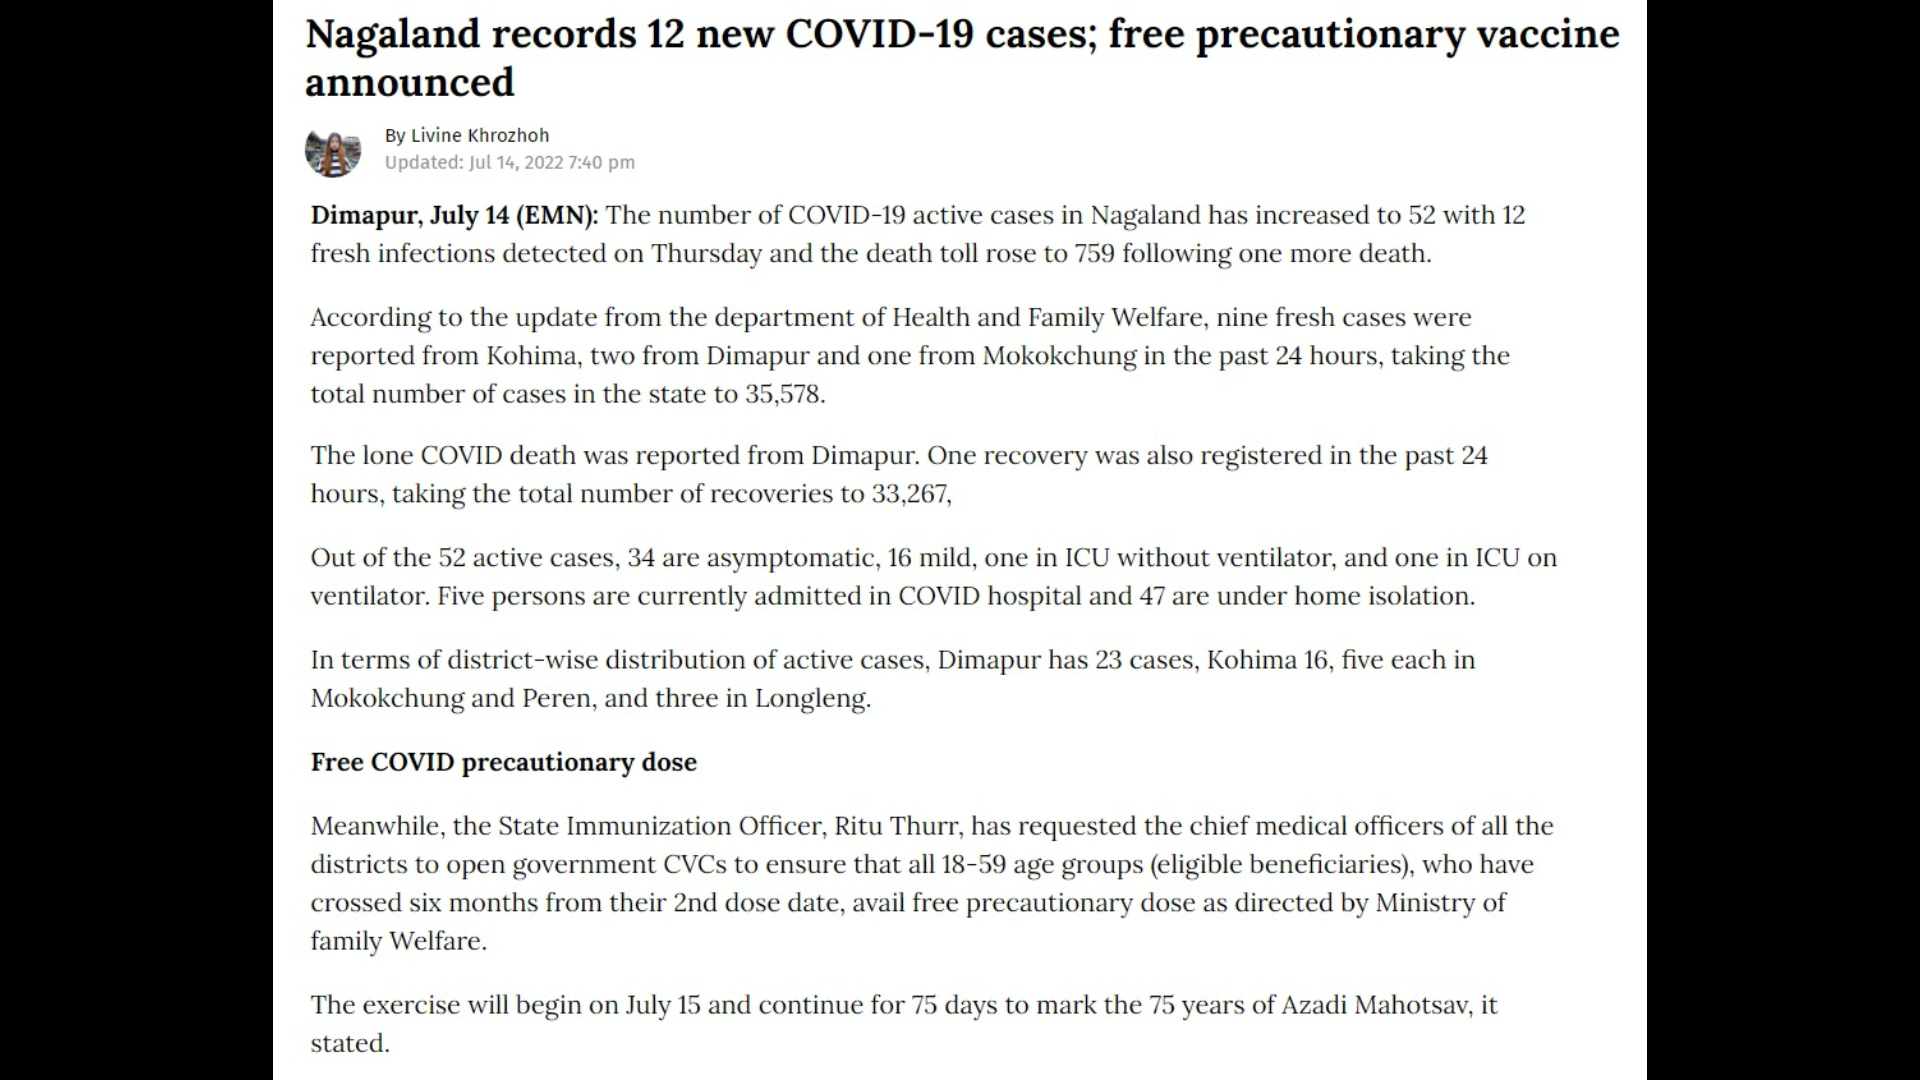 Nagaland records 12 new COVID-19 cases; free precautionary vaccine
announced
By Livine Khrozhoh
Updated: Jul 14, 2022 7:40 pm
Dimapur, July 14 (EMN): The number of COVID-19 active cases in Nagaland has increased to 52 with 12
fresh infections detected on Thursday and the death toll rose to 759 following one more death.
According to the update from the department of Health and Family Welfare, nine fresh cases were
reported from Kohima, two from Dimapur and one from Mokokchung in the past 24 hours, taking the
total number of cases in the state to 35,578.
The lone COVID death was reported from Dimapur. One recovery was also registered in the past 24
hours, taking the total number of recoveries to 33,267,
Out of the 52 active cases, 34 are asymptomatic, 16 mild, one in ICU without ventilator, and one in ICU on
ventilator. Five persons are currently admitted in COVID hospital and 47 are under home isolation.
In terms of district-wise distribution of active cases, Dimapur has 23 cases, Kohima 16, five each in
Mokokchung and Peren, and three in Longleng.
Free COVID precautionary dose
Meanwhile, the State Immunization Officer, Ritu Thurr, has requested the chief medical officers of all the
districts to open government CVCs to ensure that all 18-59 age groups (eligible beneficiaries), who have
crossed six months from their 2nd dose date, avail free precautionary dose as directed by Ministry of
family Welfare.
The exercise will begin on July 15 and continue for 75 days to mark the 75 years of Azadi Mahotsav, it
stated.